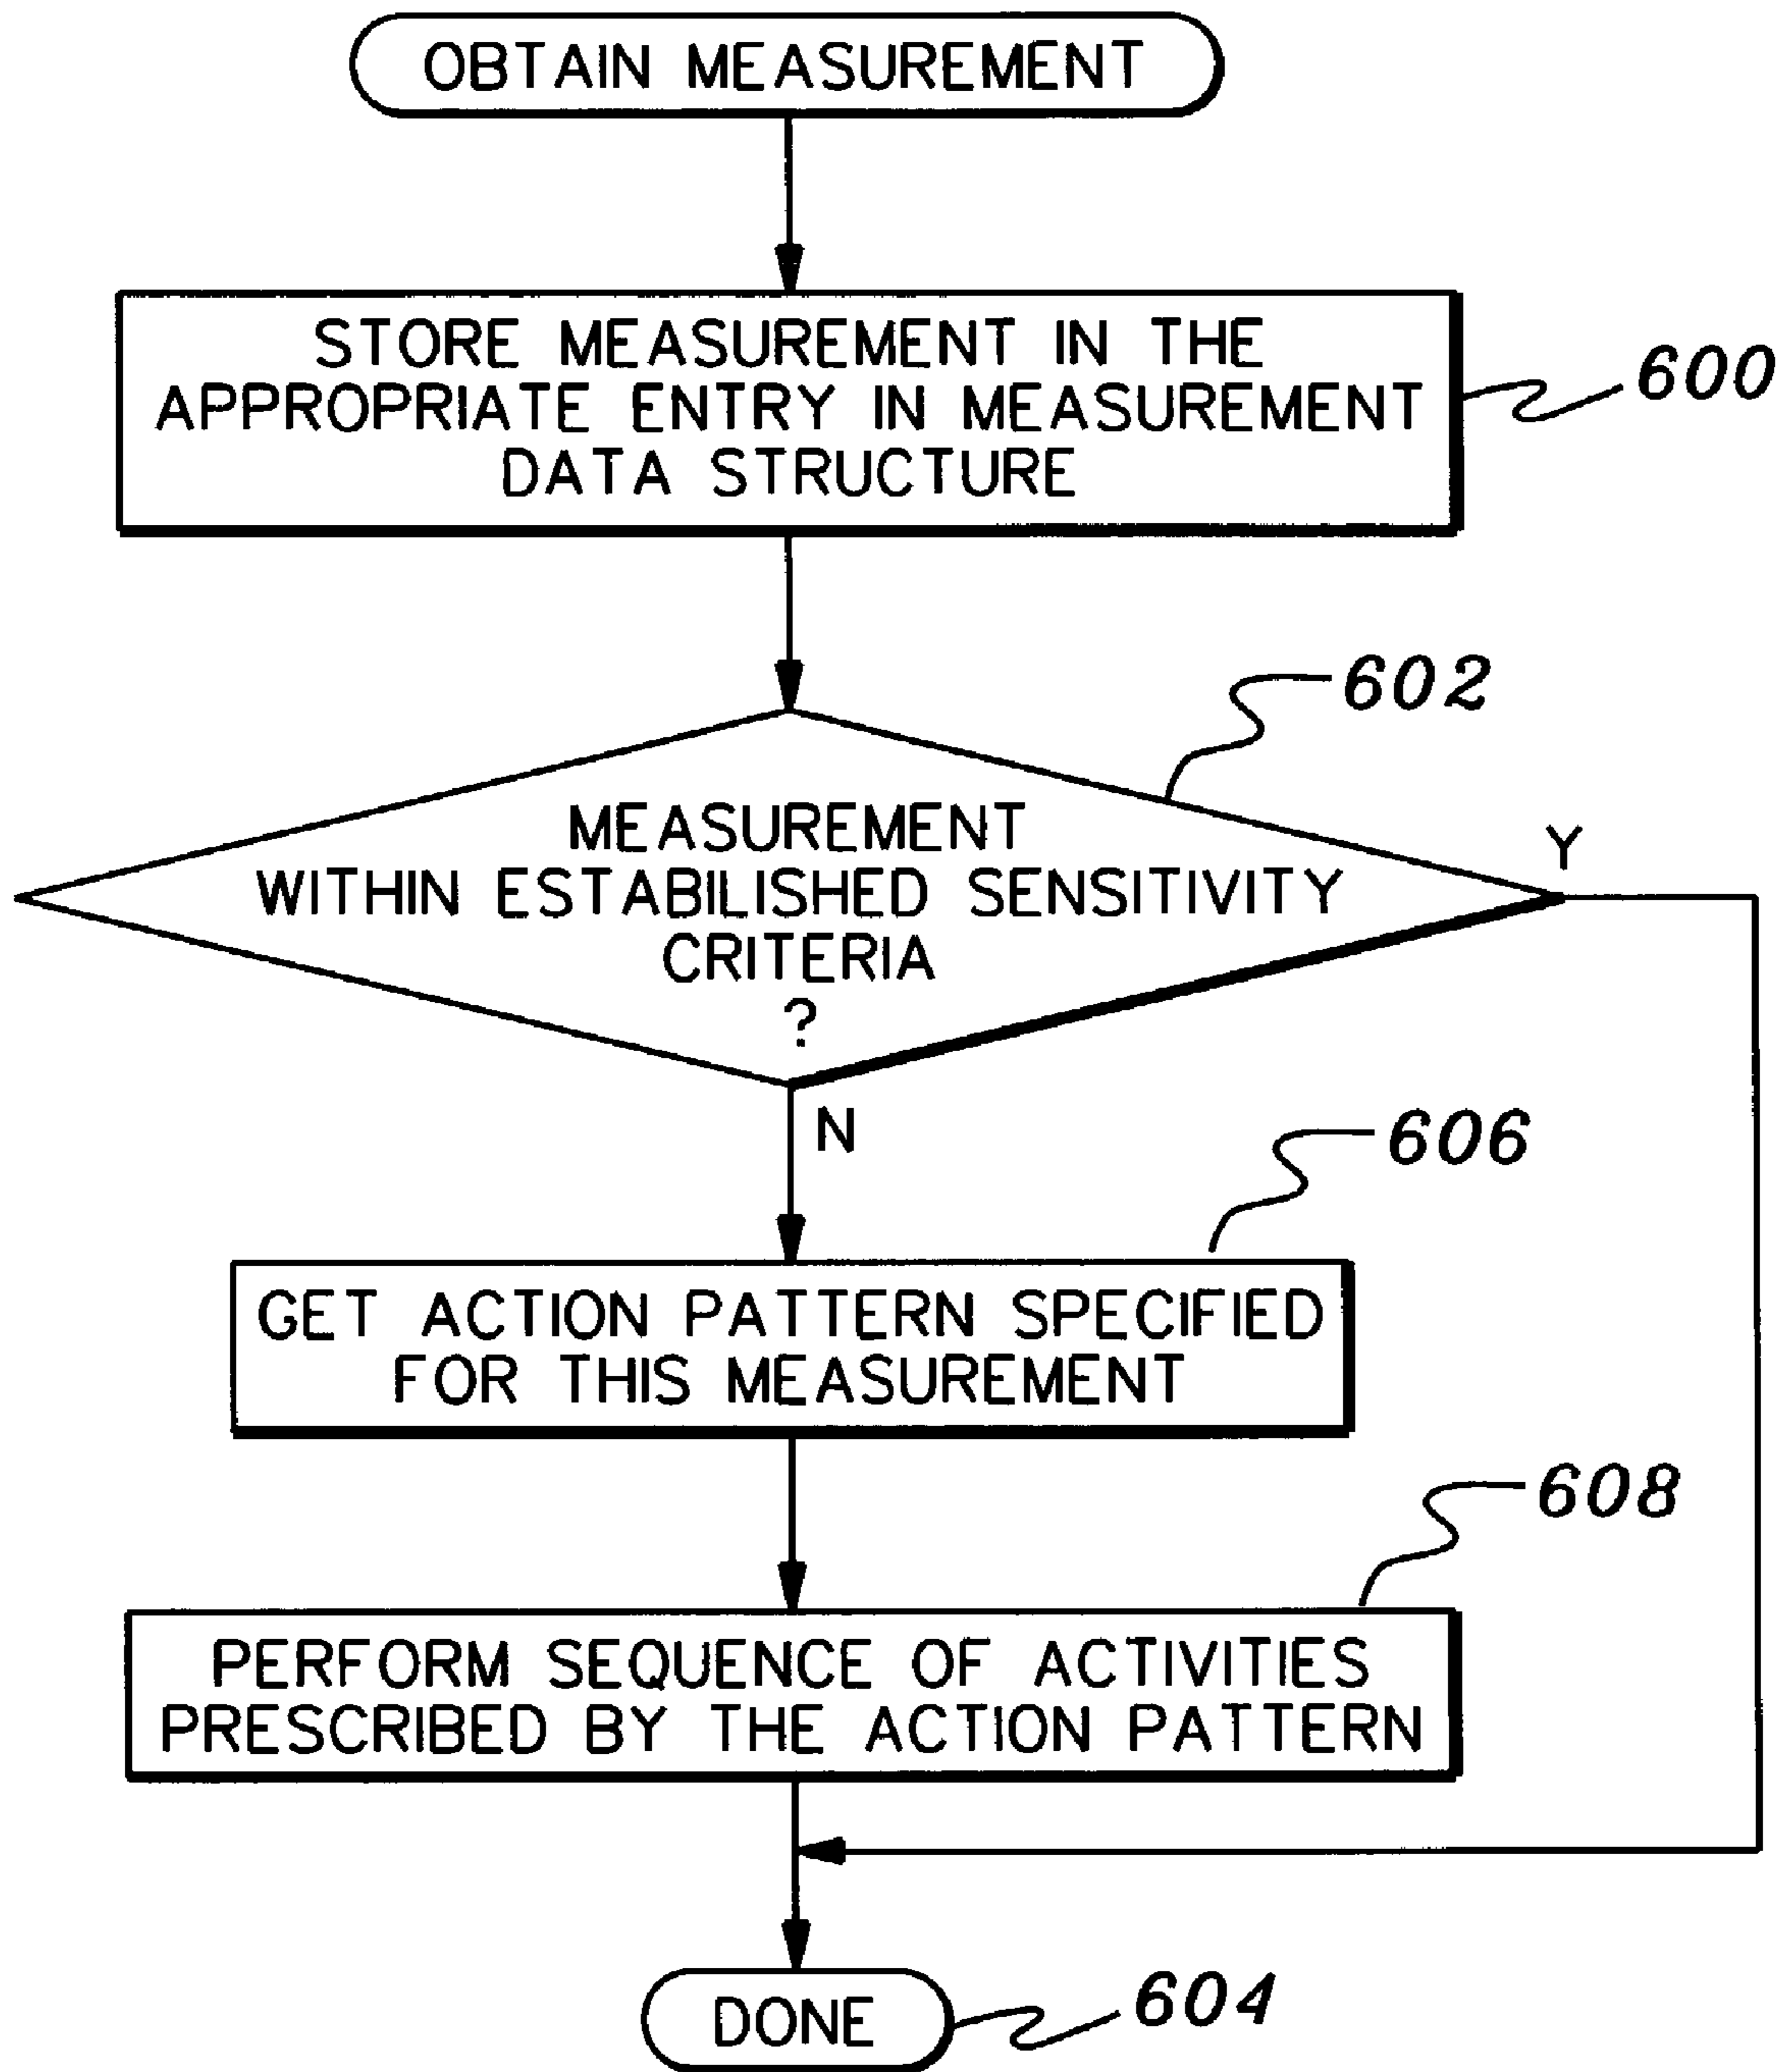 OBTAIN MEASUREMENT
STORE MEASUREMENT IN THE
APPROPRIATE ENTRY IN MEASUREMENT
DATA STRUCTURE
600
602
MEASUREMENT
WITHIN ESTABILISHED SENSITIVITY
CRITERIA
?
Y
N
606
GET ACTION PATTERN SPECIFIED
FOR THIS MEASUREMENT
608
PERFORM SEQUENCE OF ACTIVITIES
PRESCRIBED BY THE ACTION PATTERN
DONE
604